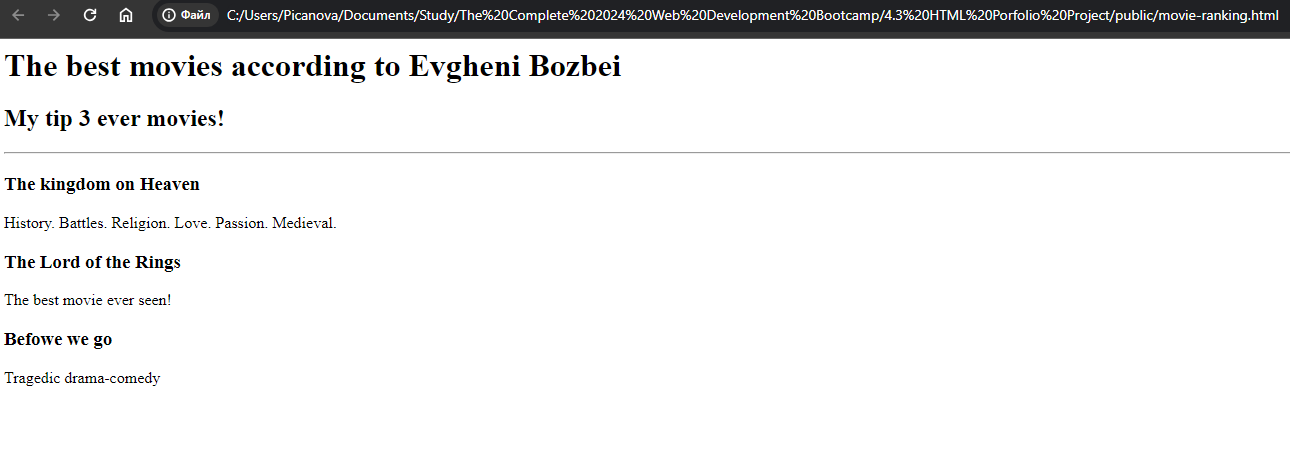 Файл C:/Users/Picanova/Documents/Study/The%20Complete%202024%20Web%20Development%20Bootcamp/4.3%20HTML%20Porfolio%20Project/public/movie-ranking.html
The best movies according to Evgheni Bozbei
My tip 3 ever movies!
The kingdom on Heaven
History. Battles. Religion. Love. Passion. Medieval.
The Lord of the Rings
The best movie ever seen!
Befowe we go
Tragedic drama-comedy